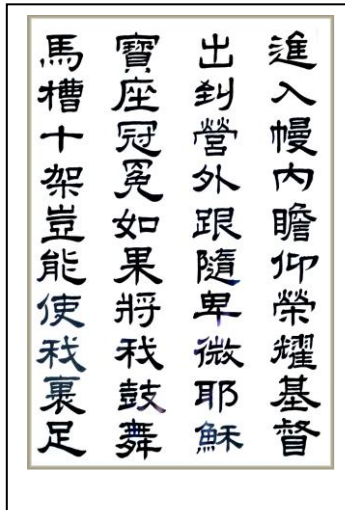 進入幔內瞻仰榮耀基督
出到營外跟隨卑微耶穌
寶座冠冕如果將我鼓舞
馬槽十架豈能使我裹足